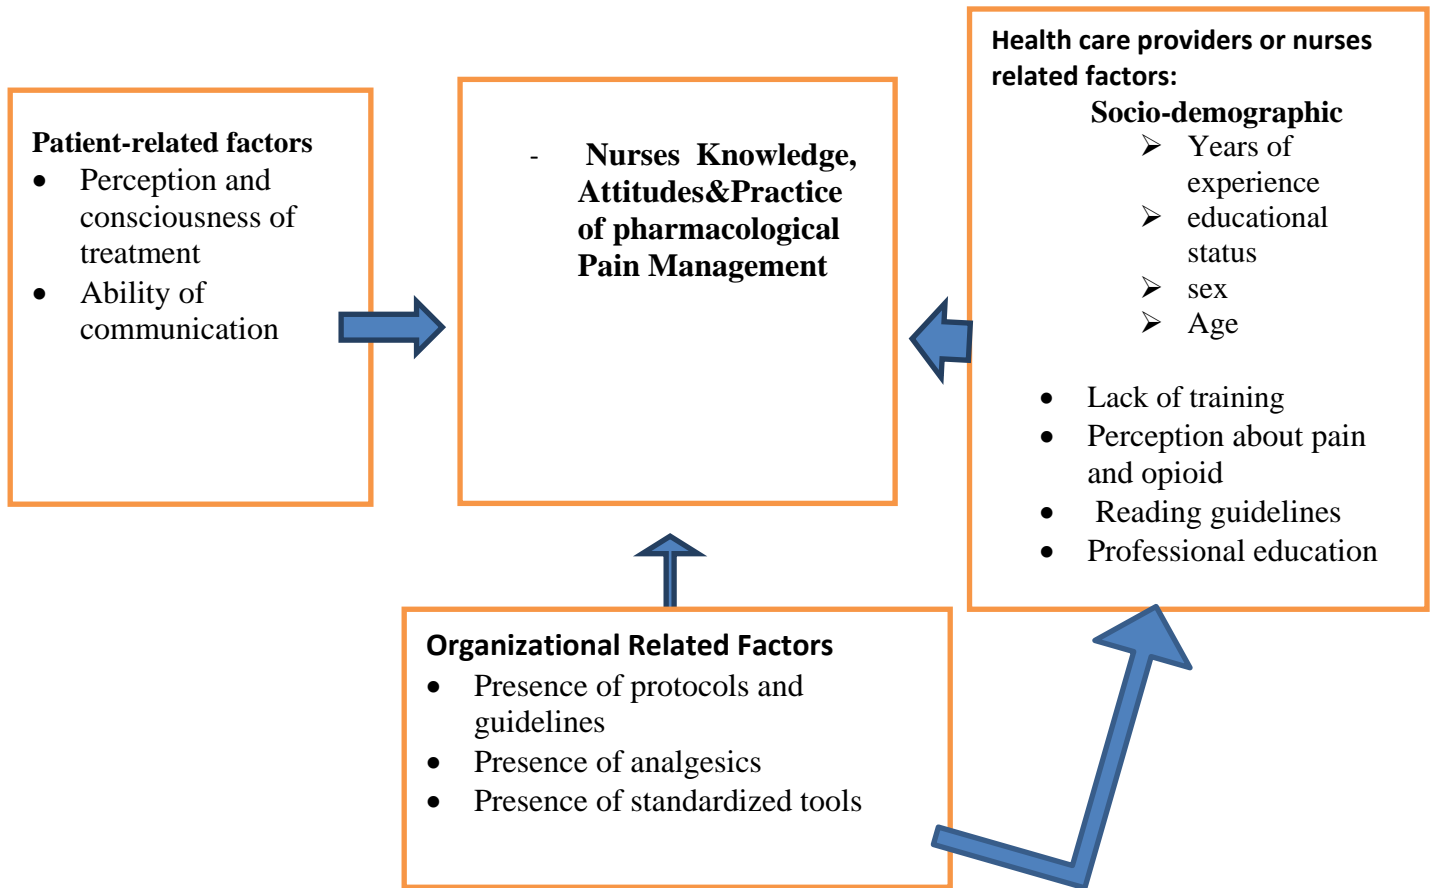 Patient-related factors
• Perception and
consciousness of
treatment
• Ability of
communication
- Nurses Knowledge,
Attitudes&Practice
of pharmacological
Pain Management
Health care providers or nurses
related factors:
Socio-demographic
➢ Years of
experience
➢ educational
status
➢ sex
➢ Age
• Lack of training
• Perception about pain
and opioid
• Reading guidelines
• Professional education
Organizational Related Factors
• Presence of protocols and
guidelines
• Presence of analgesics
• Presence of standardized tools